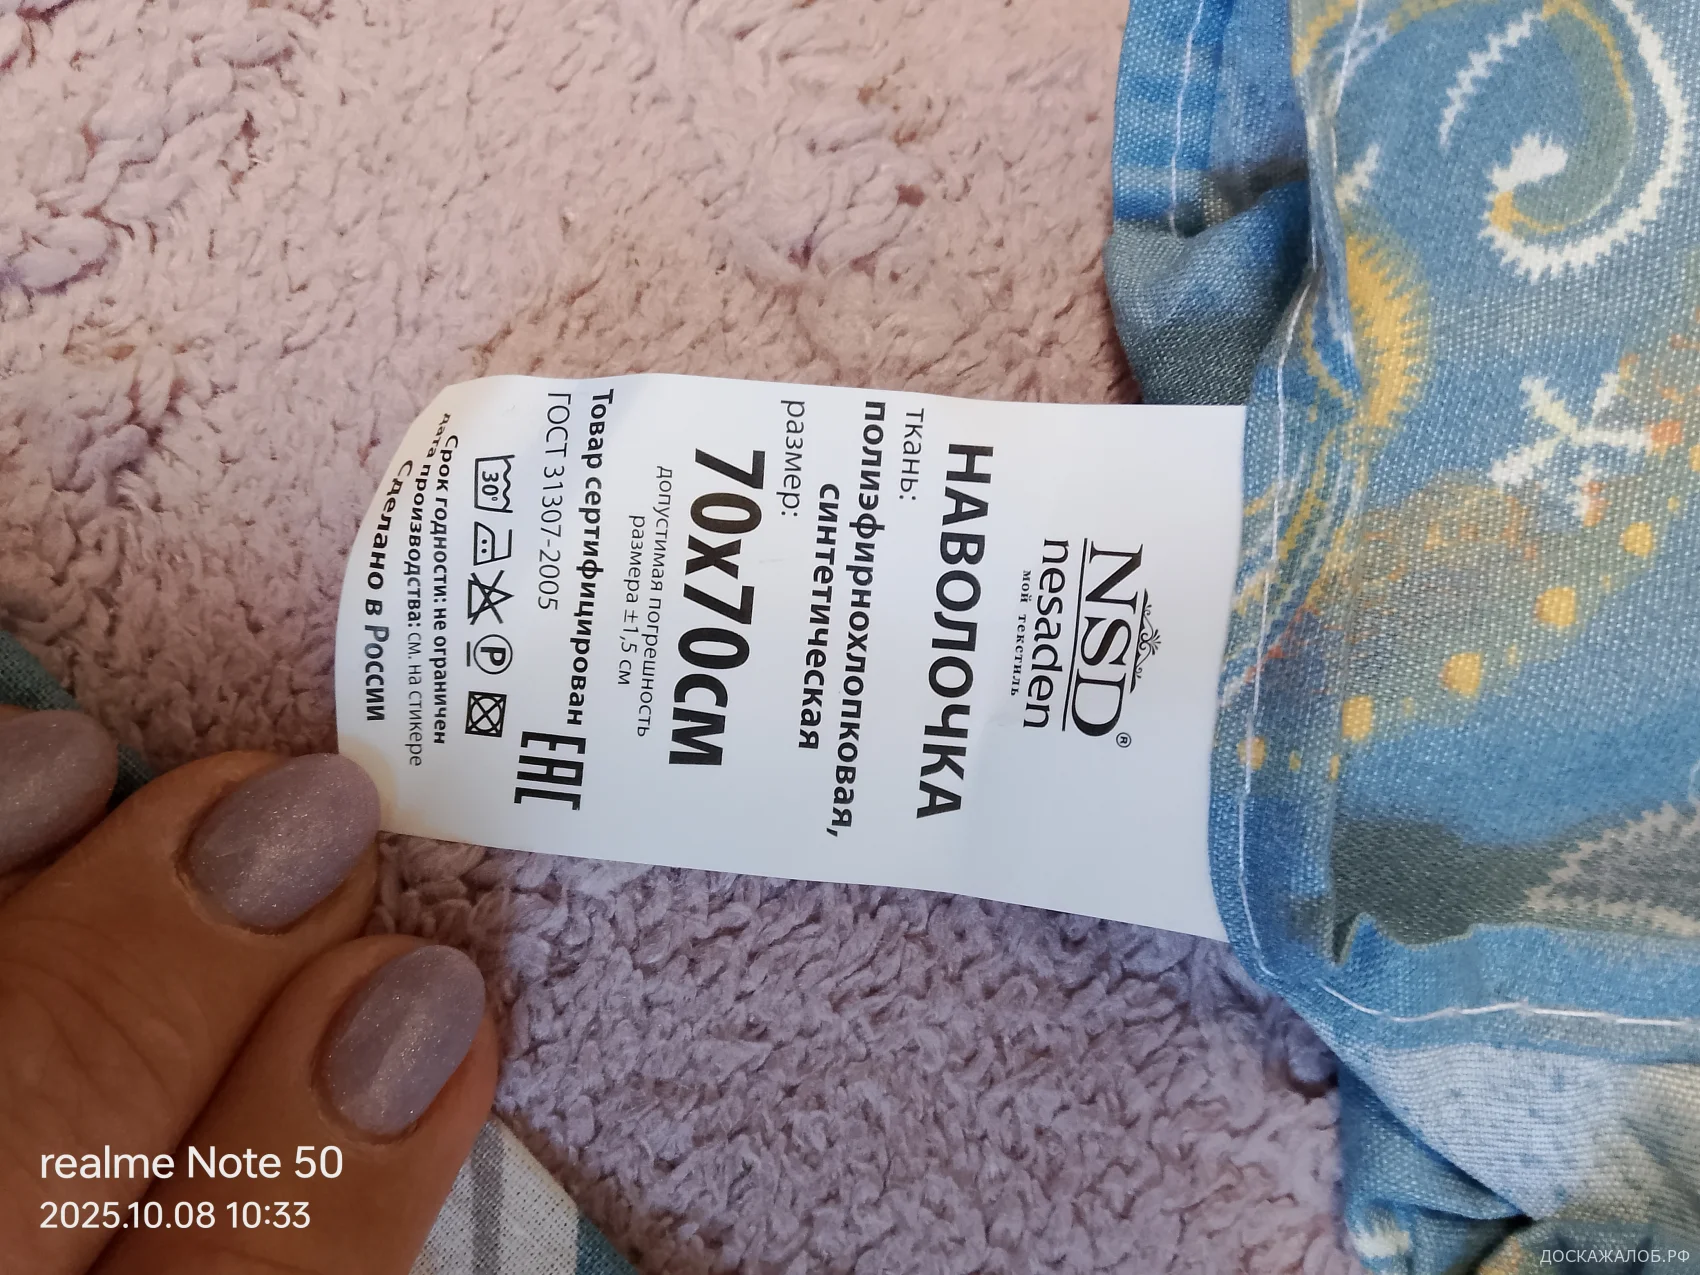 NSD®
nesaden
мой текстиль
НАВОЛОЧКА
ткань:
полиэфирнохлопковая,
синтетическая
размер:
70х70см
допустимая погрешность
размера ±1,5 см
Товар сертифицирован
ГОСТ 31307-2005
EAC
30°
P
Срок годности: не ограничен
дата производства: см. на стикере
Сделано в России
realme Note 50
2025.10.08 10:33
ДОСКАЖАЛОБ.РФ